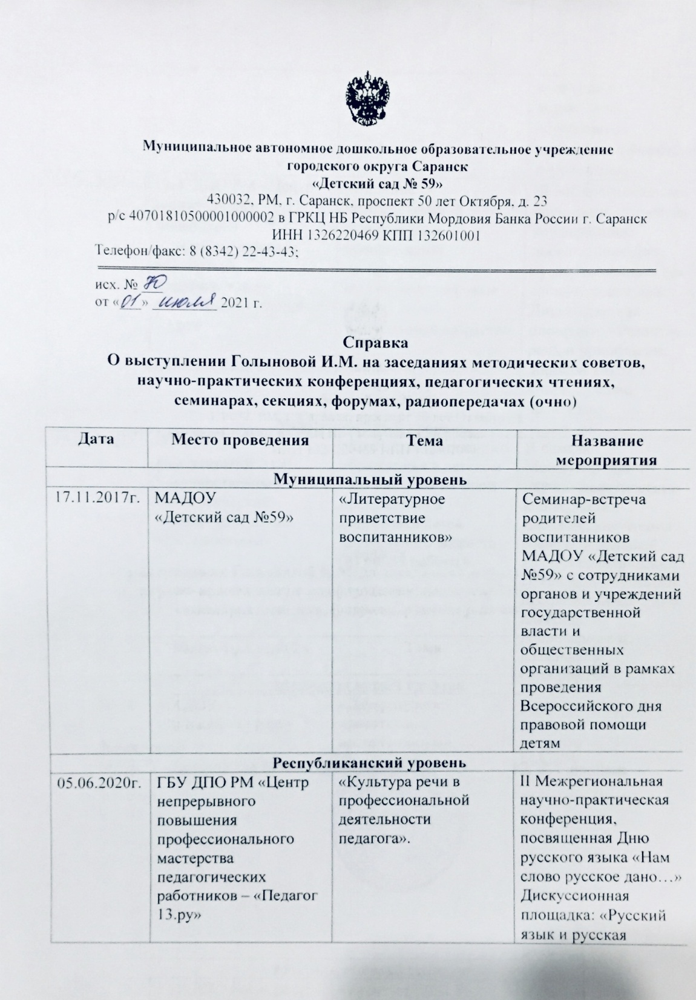 Муниципальное автономное дошкольное образовательное учреждение
городского округа Саранск
«Детский сад № 59»
430032, РМ, г. Саранск, проспект 50 лет Октября, д. 23
р/с 40701810500001000002 в ГРКЦ НБ Республики Мордовия Банка России г. Саранск
ИНН 1326220469 КПП 132601001
Телефон/факс: 8 (8342) 22-43-43;
исх. №
от «01» июля 2021 г.
Справка
О выступлении Голыновой И.М. на заседаниях методических советов,
научно-практических конференциях, педагогических чтениях,
семинарах, секциях, форумах, радиопередачах (очно)
Дата Место проведения Тема Название
мероприятия
Муниципальный уровень
17.11.2017г.
МАДОУ
«Детский сад №59»
«Литературное
приветствие
воспитанников»
Семинар-встреча
родителей
воспитанников
МАДОУ «Детский сад
№59» с сотрудниками
органов и учреждений
государственной
власти и
общественных
организаций в рамках
проведения
Всероссийского дня
правовой помощи
детям
Республиканский уровень
05.06.2020г.
ГБУ ДПО РМ «Центр
непрерывного
повышения
профессионального
мастерства
педагогических
работников – «Педагог
13.ру»
«Культура речи в
профессиональной
деятельности
педагога».
II Межрегиональная
научно-практическая
конференция,
посвященная Дню
русского языка «Нам
слово русское дано…»
Дискуссионная
площадка: «Русский
язык и русская